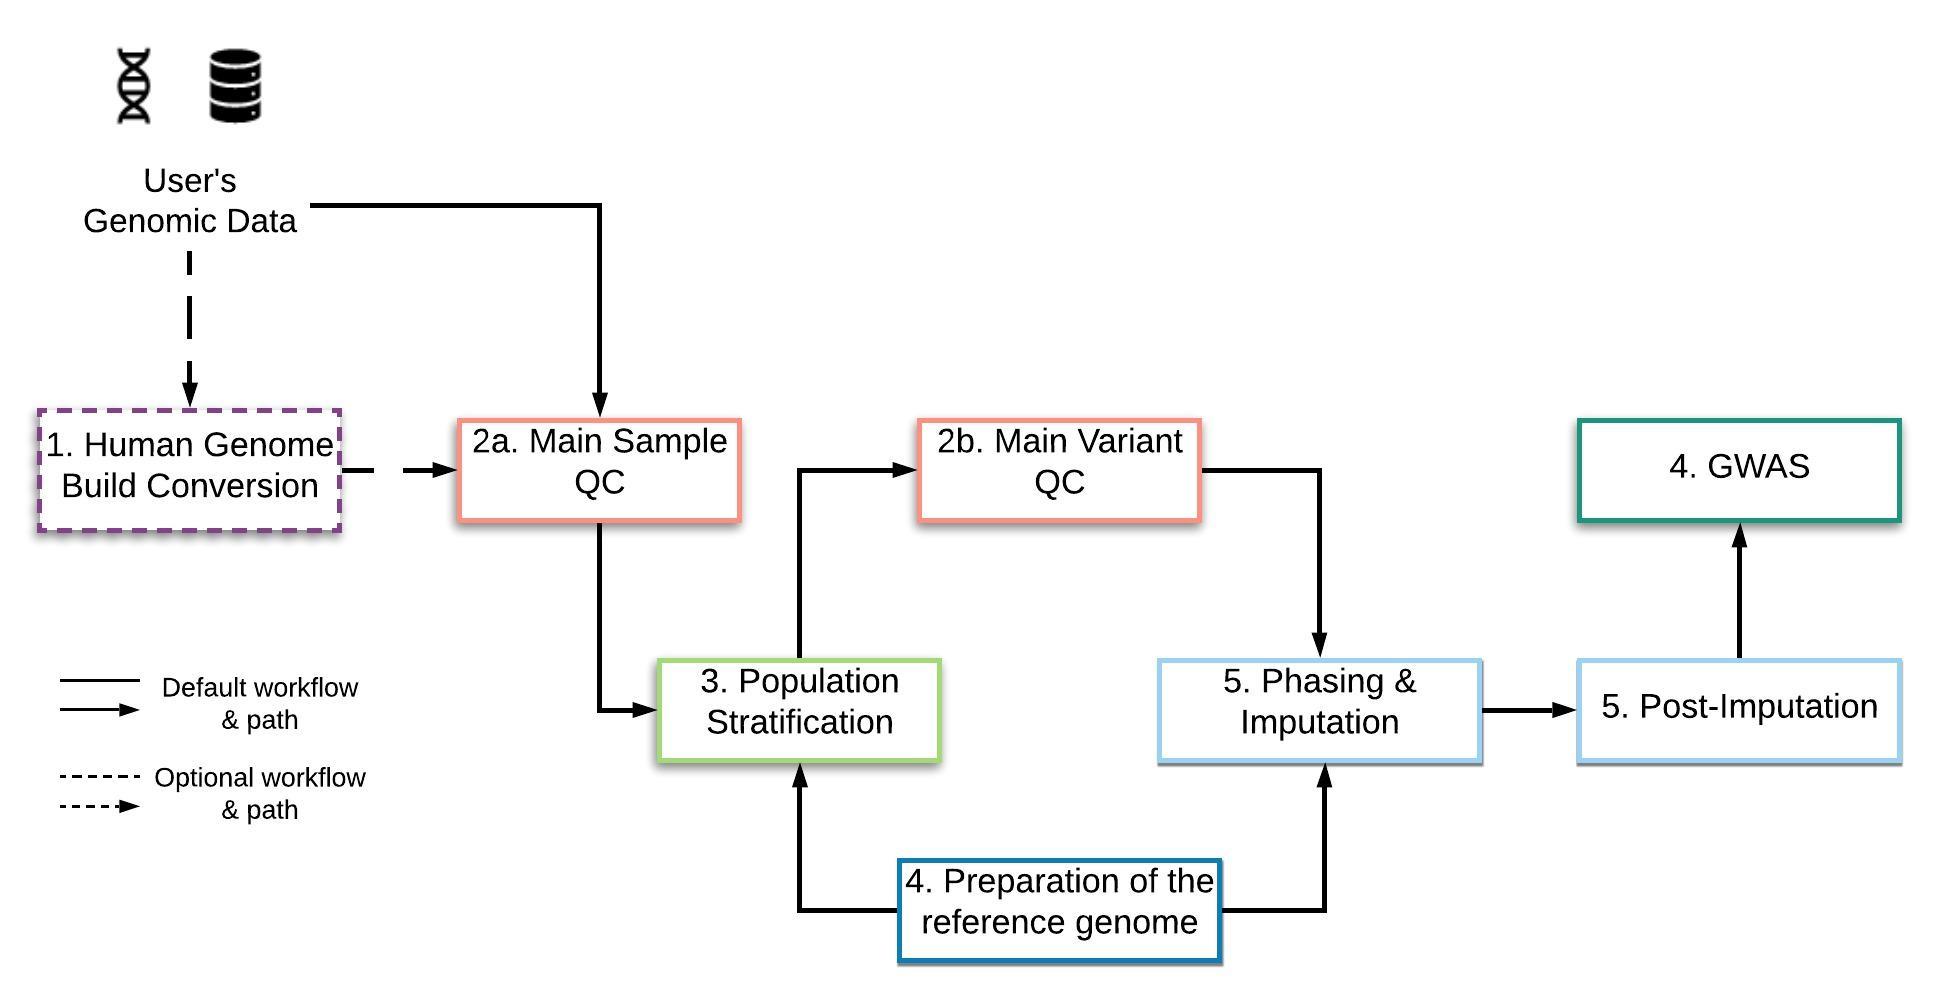 User's
Genomic Data
1. Human Genome
Build Conversion
2a. Main Sample
QC
2b. Main Variant
QC
4. GWAS
3. Population
Stratification
5. Phasing &
Imputation
5. Post-Imputation
4. Preparation of the
reference genome
Default workflow
& path
Optional workflow
& path